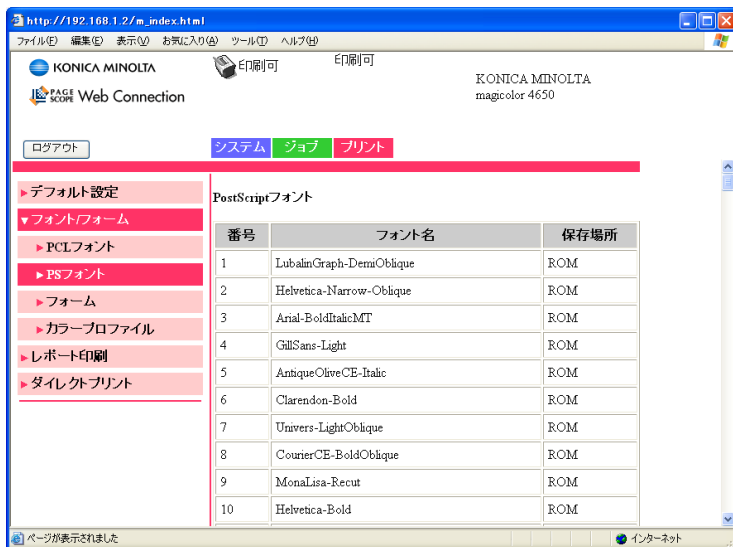 http://192.168.1.2/m_index.html
ファイル(F) 編集(E) 表示(V) お気に入り(A) ツール(T) ヘルプ(H)
KONICA MINOLTA
印刷可
印刷可
PAGE SCOPE Web Connection
KONICA MINOLTA
magicolor 4650
ログアウト
システム ジョブ プリント
▶デフォルト設定
▼フォント/フォーム
▶PCLフォント
▶PSフォント
▶フォーム
▶カラープロファイル
▶レポート印刷
▶ダイレクトプリント
PostScriptフォント
番号 フォント名 保存場所
1 LubalinGraph-DemiOblique ROM
2 Helvetica-Narrow-Oblique ROM
3 Arial-BoldItalicMT ROM
4 GillSans-Light ROM
5 AntiqueOliveCE-Italic ROM
6 Clarendon-Bold ROM
7 Univers-LightOblique ROM
8 CourierCE-BoldOblique ROM
9 MonaLisa-Recut ROM
10 Helvetica-Bold ROM
ページが表示されました
インターネット